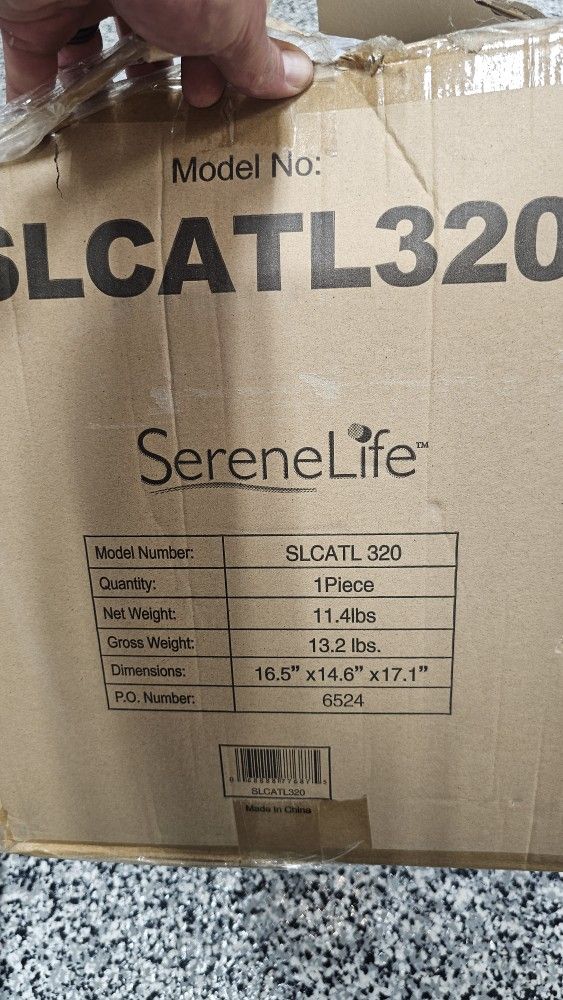 Model No:
SLCATL320
SereneLife™
Model Number: SLCATL 320
Quantity: 1Piece
Net Weight: 11.4lbs
Gross Weight: 13.2 lbs.
Dimensions: 16.5” x14.6” x17.1”
P.O. Number: 6524
SLCATL320
Made in China